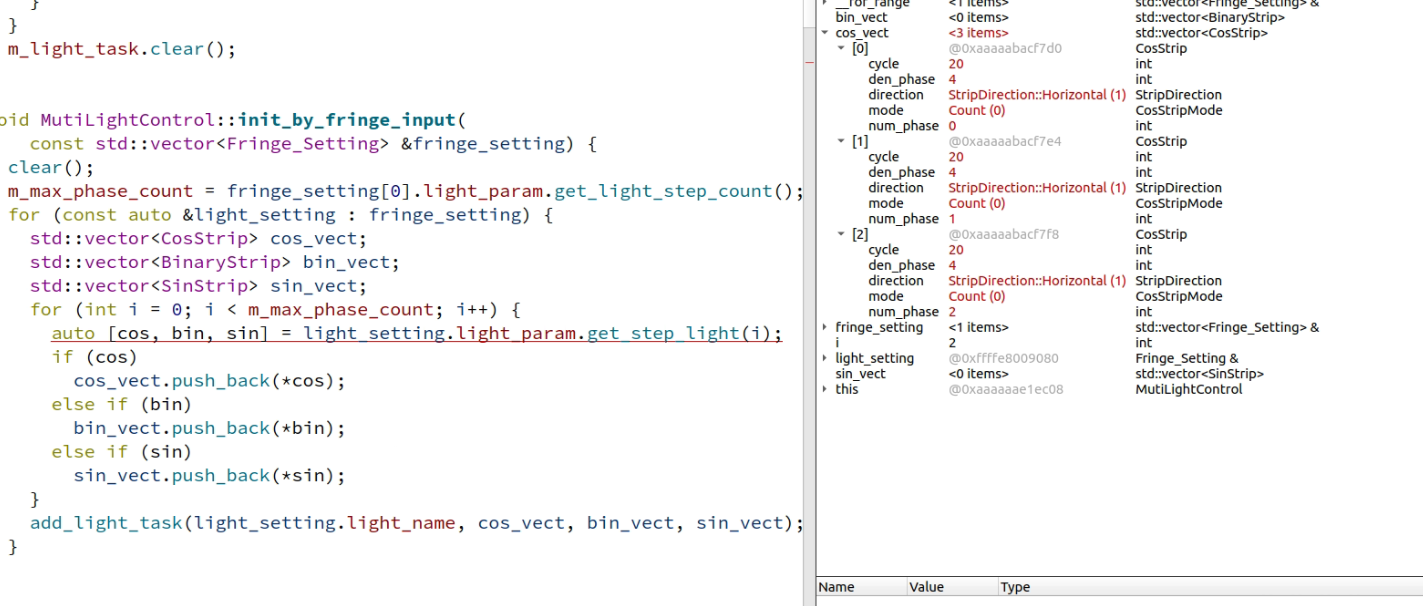 }
}
m_light_task.clear();
oid MutiLightControl::init_by_fringe_input(
const std::vector<Fringe_Setting> &fringe_setting) {
clear();
m_max_phase_count = fringe_setting[0].light_param.get_light_step_count();
for (const auto &light_setting : fringe_setting) {
std::vector<CosStrip> cos_vect;
std::vector<BinaryStrip> bin_vect;
std::vector<SinStrip> sin_vect;
for (int i = 0; i < m_max_phase_count; i++) {
auto [cos, bin, sin] = light_setting.light_param.get_step_light(i);
if (cos)
cos_vect.push_back(*cos);
else if (bin)
bin_vect.push_back(*bin);
else if (sin)
sin_vect.push_back(*sin);
}
add_light_task(light_setting.light_name, cos_vect, bin_vect, sin_vect);
}
__for_range <1 items> std::vector<Fringe_Setting> &
bin_vect <0 items> std::vector<BinaryStrip>
cos_vect <3 items> std::vector<CosStrip>
[0] @0xaaaaabacf7d0 CosStrip
cycle 20 int
den_phase 4 int
direction StripDirection::Horizontal (1) StripDirection
mode Count (0) CosStripMode
num_phase 0 int
[1] @0xaaaaabacf7e4 CosStrip
cycle 20 int
den_phase 4 int
direction StripDirection::Horizontal (1) StripDirection
mode Count (0) CosStripMode
num_phase 1 int
[2] @0xaaaaabacf7f8 CosStrip
cycle 20 int
den_phase 4 int
direction StripDirection::Horizontal (1) StripDirection
mode Count (0) CosStripMode
num_phase 2 int
fringe_setting <1 items> std::vector<Fringe_Setting> &
i 2 int
light_setting @0xffffe8009080 Fringe_Setting &
sin_vect <0 items> std::vector<SinStrip>
this @0xaaaaaae1ec08 MutiLightControl
Name Value Type